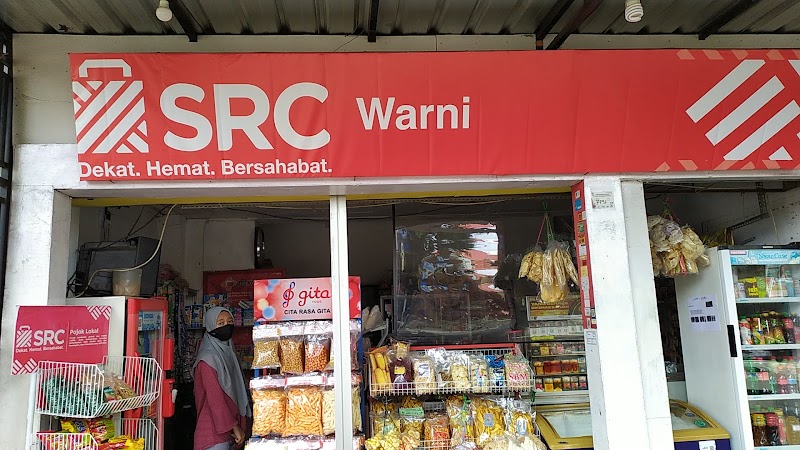 SRC Warni
Dekat. Hemat. Bersahabat.
gita
CITA RASA GITA
SRC Pojok Lokal
Dekat. Hemat. Bersahabat.